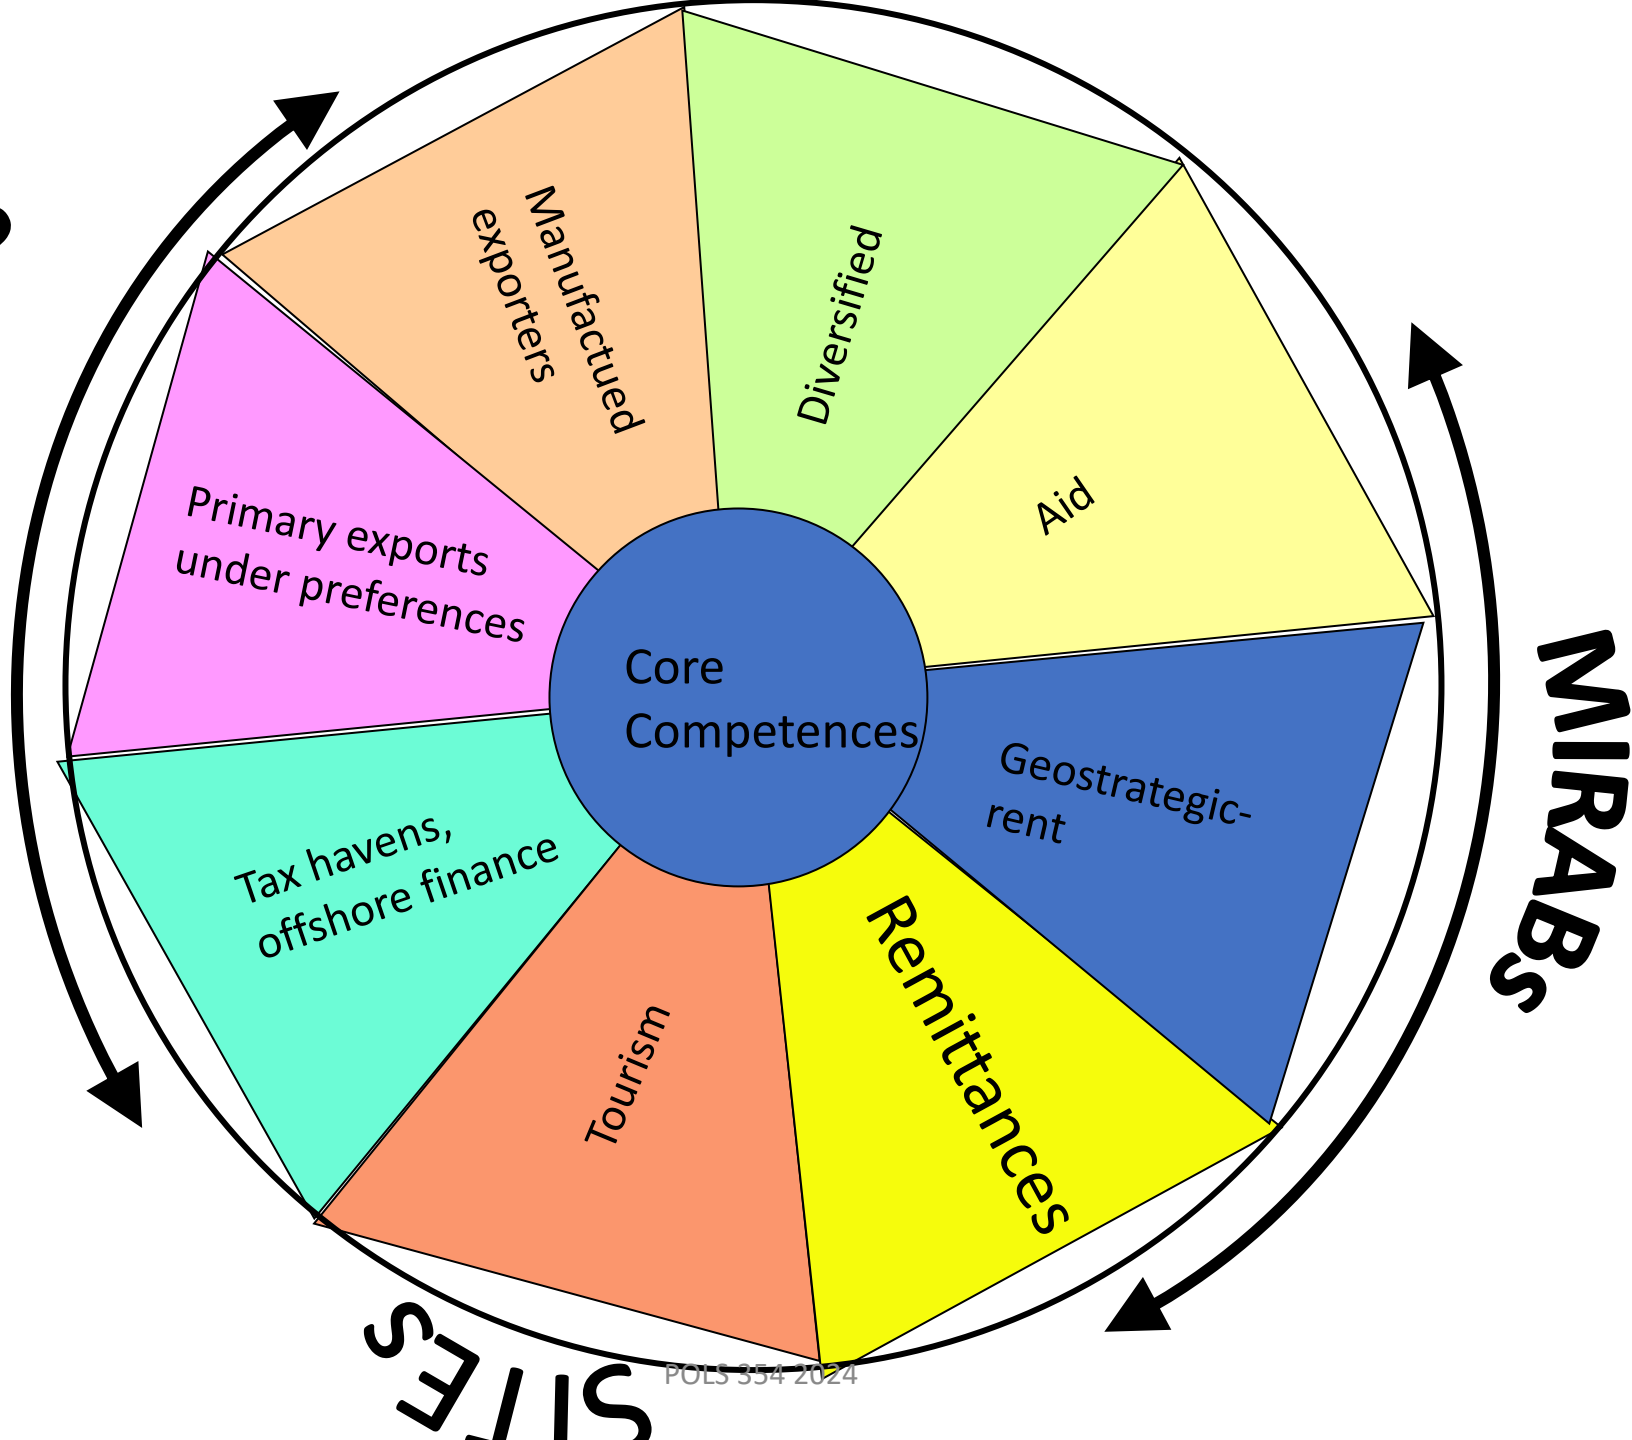 Manufactued
exporters
Diversified
Aid
Primary exports
under preferences
Core
Competences
Geostrategic-
rent
MIRABs
Tax havens,
offshore finance
Tourism
Remittances
SITEs
POLS 354 2024